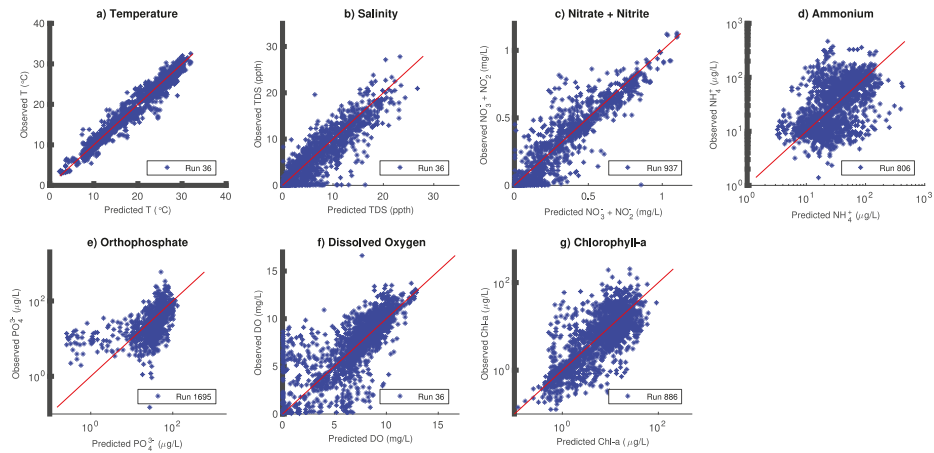 a) Temperature
Observed T (°C)
40
30
20
10
0
0 10 20 30 40
Predicted T (°C)
Run 36
b) Salinity
Observed TDS (ppth)
30
20
10
0
0 10 20 30
Predicted TDS (ppth)
Run 36
c) Nitrate + Nitrite
Observed NO₃⁻ + NO₂⁻ (mg/L)
1
0.5
0
0 0.5 1
Predicted NO₃⁻ + NO₂⁻ (mg/L)
Run 937
d) Ammonium
Observed NH₄⁺ (μg/L)
10³
10²
10¹
10⁰
10⁰ 10¹ 10² 10³
Predicted NH₄⁺ (μg/L)
Run 806
e) Orthophosphate
Observed PO₄³⁻ (μg/L)
10²
10⁰
10⁰ 10²
Predicted PO₄³⁻ (μg/L)
Run 1695
f) Dissolved Oxygen
Observed DO (mg/L)
15
10
5
0
0 5 10 15
Predicted DO (mg/L)
Run 36
g) Chlorophyll-a
Observed Chl-a (μg/L)
10²
10⁰
10⁰ 10²
Predicted Chl-a (μg/L)
Run 886